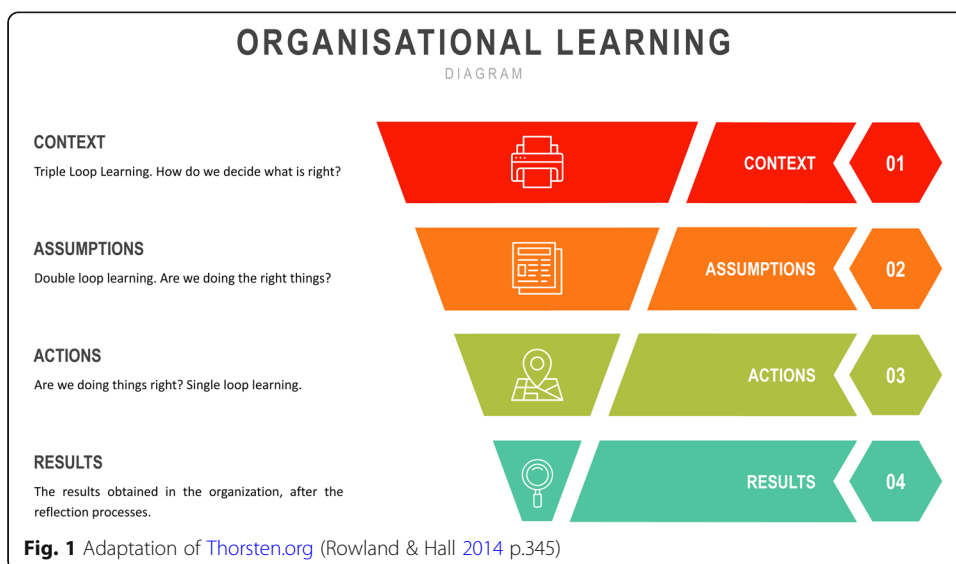 ORGANISATIONAL LEARNING
DIAGRAM
CONTEXT
Triple Loop Learning. How do we decide what is right?
CONTEXT
01
ASSUMPTIONS
Double loop learning. Are we doing the right things?
ASSUMPTIONS
02
ACTIONS
Are we doing things right? Single loop learning.
ACTIONS
03
RESULTS
The results obtained in the organization, after the
reflection processes.
RESULTS
04
Fig. 1 Adaptation of Thorsten.org (Rowland & Hall 2014 p.345)